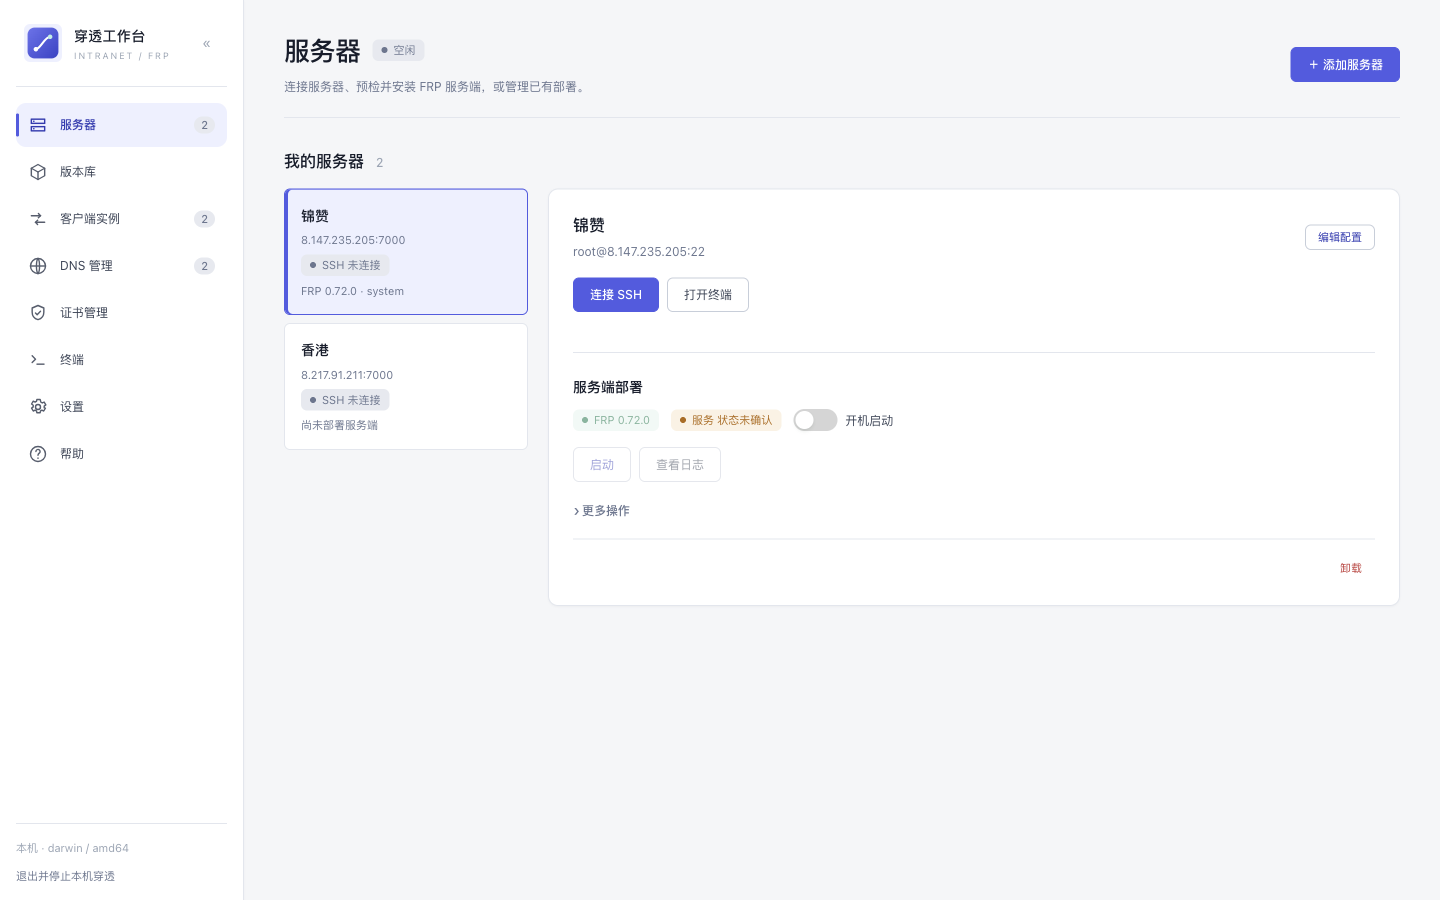 穿透工作台
INTRANET / FRP
«
服务器 2
版本库
客户端实例 2
DNS 管理 2
证书管理
终端
设置
帮助
本机 · darwin / amd64
退出并停止本机穿透
服务器
空闲
连接服务器、预检并安装 FRP 服务端，或管理已有部署。
+ 添加服务器
我的服务器 2
锦赞
8.147.235.205:7000
SSH 未连接
FRP 0.72.0 · system
香港
8.217.91.211:7000
SSH 未连接
尚未部署服务端
锦赞
root@8.147.235.205:22
编辑配置
连接 SSH
打开终端
服务端部署
FRP 0.72.0
服务 状态未确认
开机启动
启动
查看日志
› 更多操作
卸载